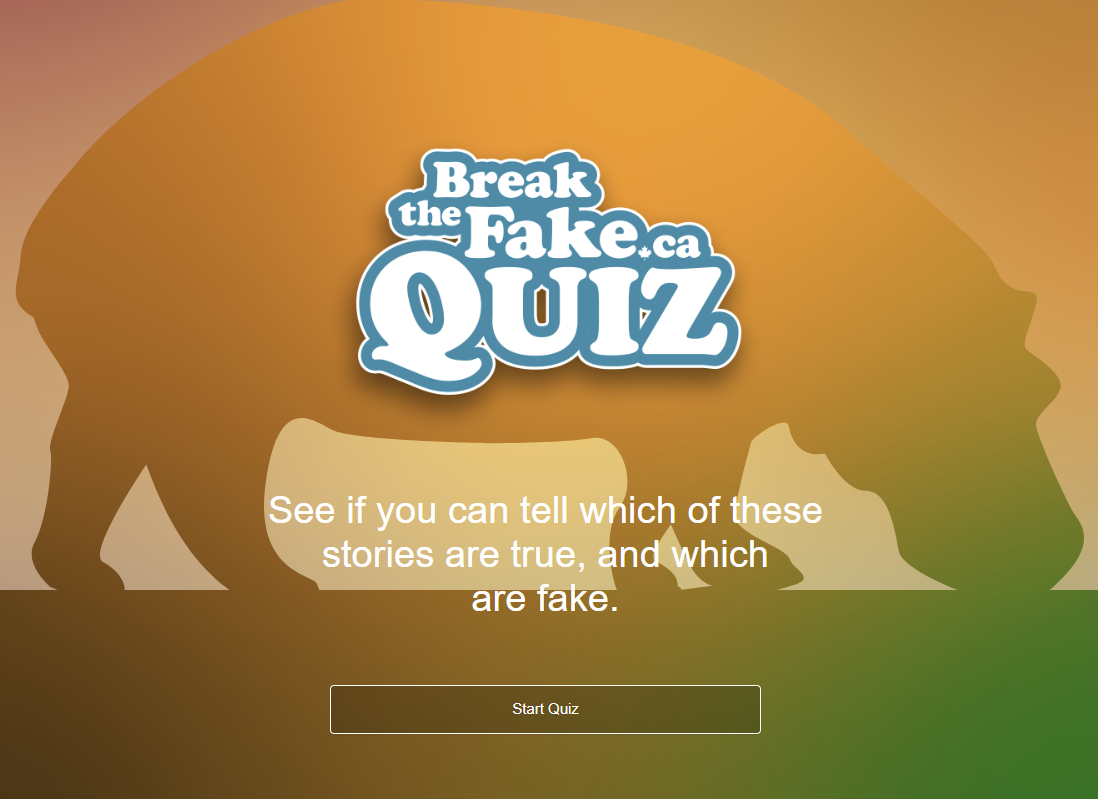 Break
the Fake.ca
QUIZ
See if you can tell which of these
stories are true, and which
are fake.
Start Quiz